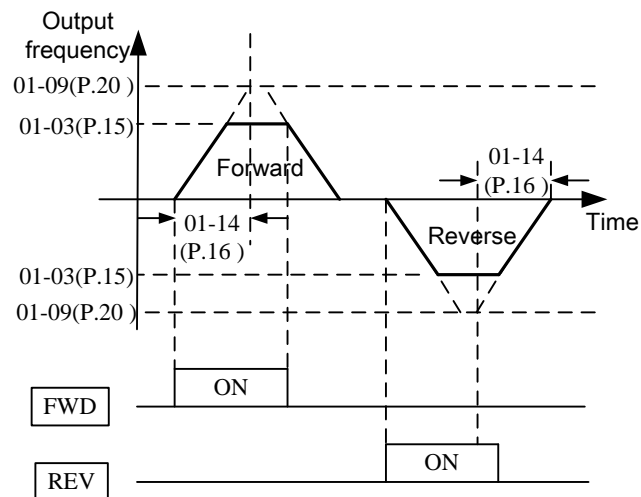 Output
frequency
01-09(P.20 )
01-03(P.15)
Forward
01-14
(P.16 )
Time
01-14
(P.16 )
Reverse
01-03(P.15)
01-09(P.20 )
ON
FWD
ON
REV